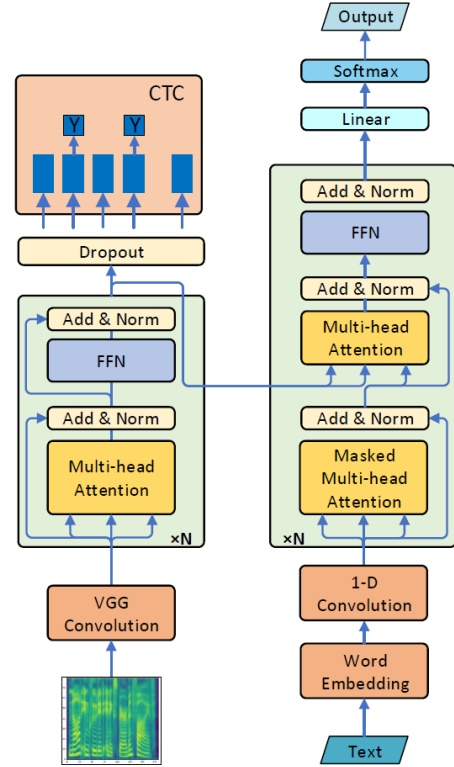 Output
Softmax
Linear
CTC
Y
Y
Dropout
Add & Norm
FFN
Add & Norm
Multi-head
Attention
×N
VGG
Convolution
Add & Norm
FFN
Add & Norm
Multi-head
Attention
Add & Norm
Masked
Multi-head
Attention
×N
1-D
Convolution
Word
Embedding
Text